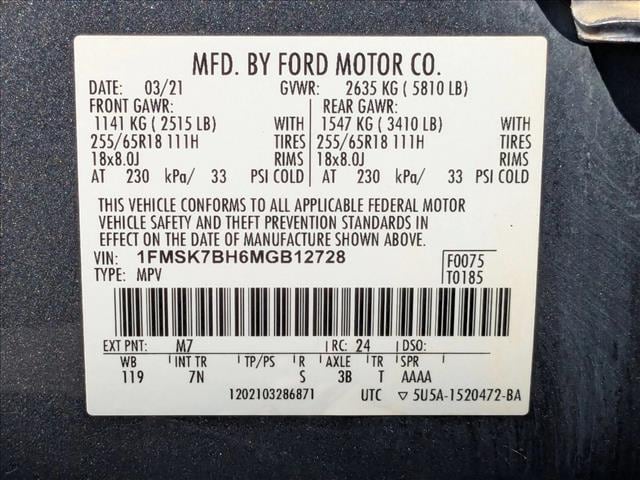 MFD. BY FORD MOTOR CO.
DATE: 03/21 GVWR: 2635 KG ( 5810 LB)
FRONT GAWR: REAR GAWR:
1141 KG ( 2515 LB) WITH 1547 KG ( 3410 LB) WITH
255/65R18 111H TIRES 255/65R18 111H TIRES
18x8.0J RIMS 18x8.0J RIMS
AT 230 kPa/ 33 PSI COLD AT 230 kPa/ 33 PSI COLD
THIS VEHICLE CONFORMS TO ALL APPLICABLE FEDERAL MOTOR
VEHICLE SAFETY AND THEFT PREVENTION STANDARDS IN
EFFECT ON THE DATE OF MANUFACTURE SHOWN ABOVE.
VIN: 1FMSK7BH6MGB12728 F0075
TYPE: MPV T0185
EXT PNT: M7 RC: 24 DSO:
WB INT TR TP/PS R AXLE TR SPR
119 7N S 3B T AAAA
1202103286871 UTC ▽ 5U5A-1520472-BA